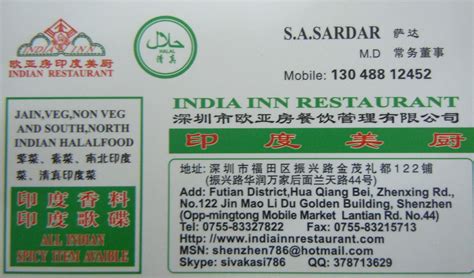 INDIA INN
欧亚房印度美厨
INDIAN RESTAURANT
حلال
HALAL
清真
S.A.SARDAR 萨达
M.D 常务董事
Mobile: 130 488 12452
JAIN,VEG,NON VEG
AND SOUTH,NORTH
INDIAN HALALFOOD
荤菜、素菜、南北印度
菜、清真印度菜
印度香料
印度歌碟
ALL INDIAN
SPICY ITEM AVAIBLE
INDIA INN RESTAURANT
深圳市欧亚房餐饮管理有限公司
印度美厨
地址:深圳市福田区振兴路金茂礼都122铺
(振兴路华润万家后面兰天路44号)
Add: Futian District,Hua Qiang Bei, Zhenxing Rd.,
No.122 Jin Mao Li Du Golden Building, Shenzhen
(Opp-mingtong Mobile Market Lantian Rd. No.44)
Tel: 0755-83327822 Fax: 0755-83215713
Http://www.indiainnrestaurant.com
MSN: shenzhen786@hotmail.com
Skype: sivakasi786 QQ: 378713629